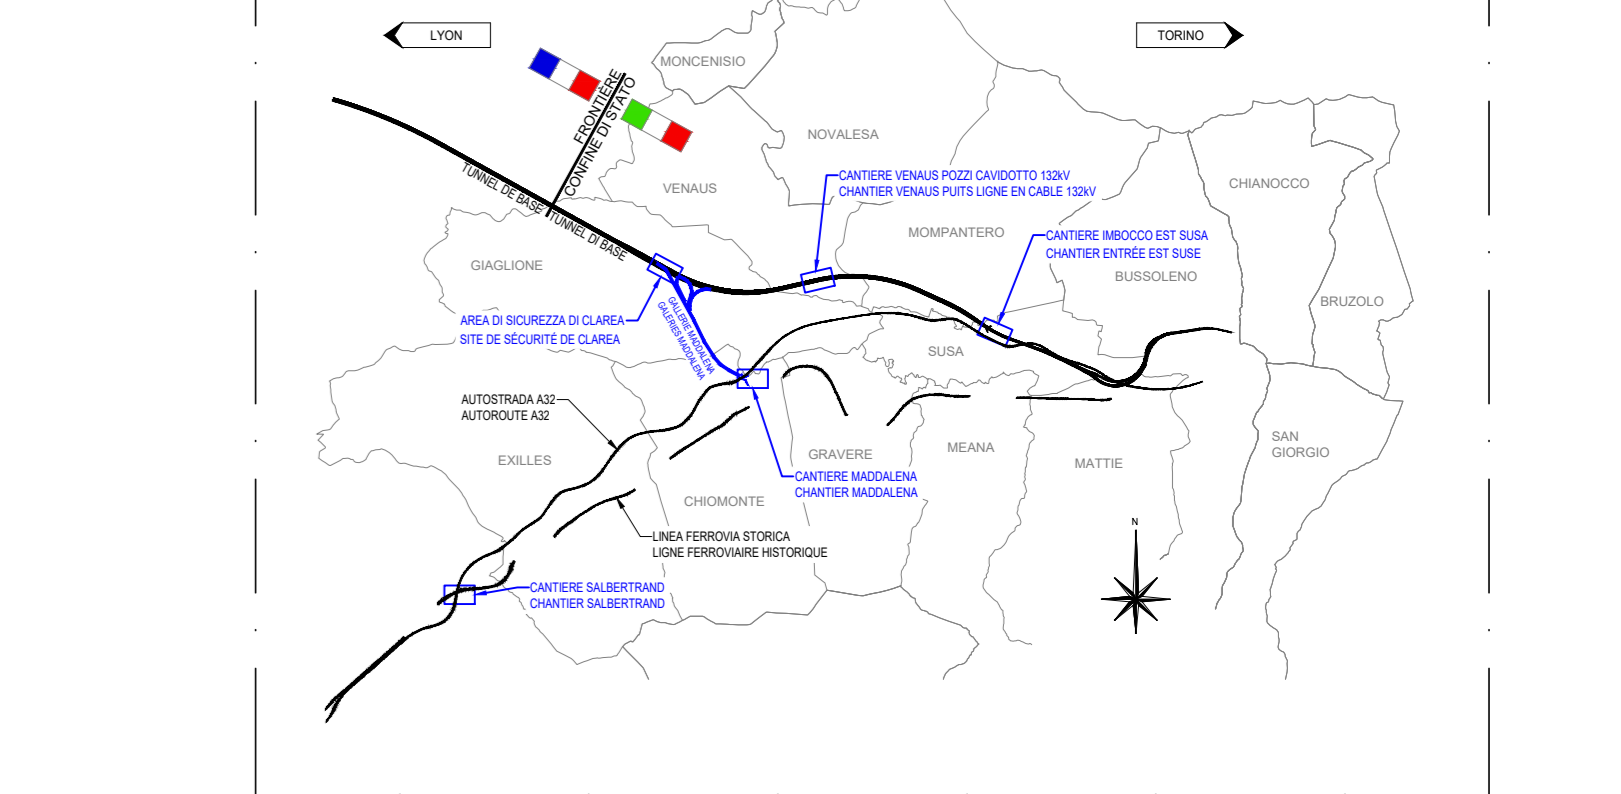 LYON
TORINO
MONCENISIO
FRONTIÈRE
CONFINE DI STATO
NOVALESA
TUNNEL DE BASE
TUNNEL DI BASE
VENAUS
CANTIERE VENAUS POZZI CAVIDOTTO 132kV
CHANTIER VENAUS PUITS LIGNE EN CABLE 132kV
CHIANOCCO
MOMPANTERO
CANTIERE IMBOCCO EST SUSA
CHANTIER ENTRÉE EST SUSE
GIAGLIONE
BUSSOLENO
BRUZOLO
AREA DI SICUREZZA DI CLAREA
SITE DE SÉCURITÉ DE CLAREA
GALLERIE MADDALENA
GALERIES MADDALENA
SUSA
AUTOSTRADA A32
AUTOROUTE A32
EXILLES
GRAVERE
MEANA
MATTIE
SAN
GIORGIO
CANTIERE MADDALENA
CHANTIER MADDALENA
CHIOMONTE
LINEA FERROVIA STORICA
LIGNE FERROVIAIRE HISTORIQUE
N
CANTIERE SALBERTRAND
CHANTIER SALBERTRAND